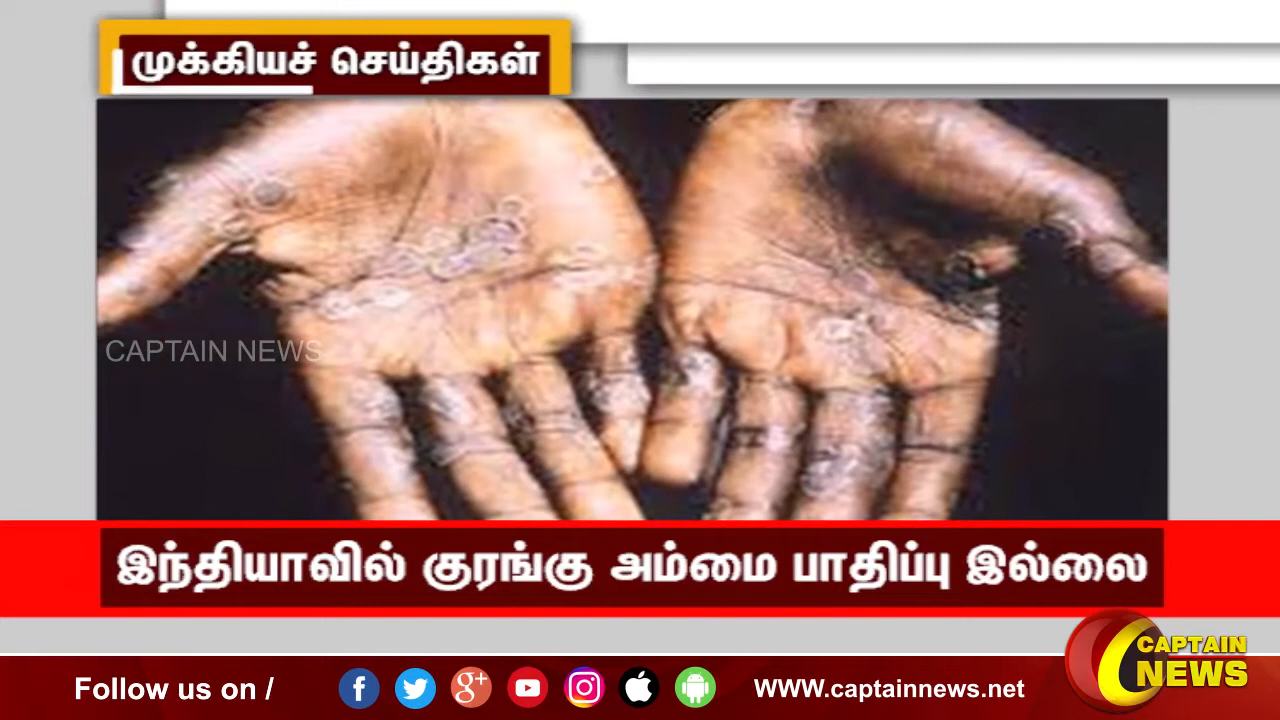 முக்கியச் செய்திகள்
CAPTAIN NEWS
இந்தியாவில் குரங்கு அம்மை பாதிப்பு இல்லை
CAPTAIN
NEWS
Follow us on / WWW.captainnews.net